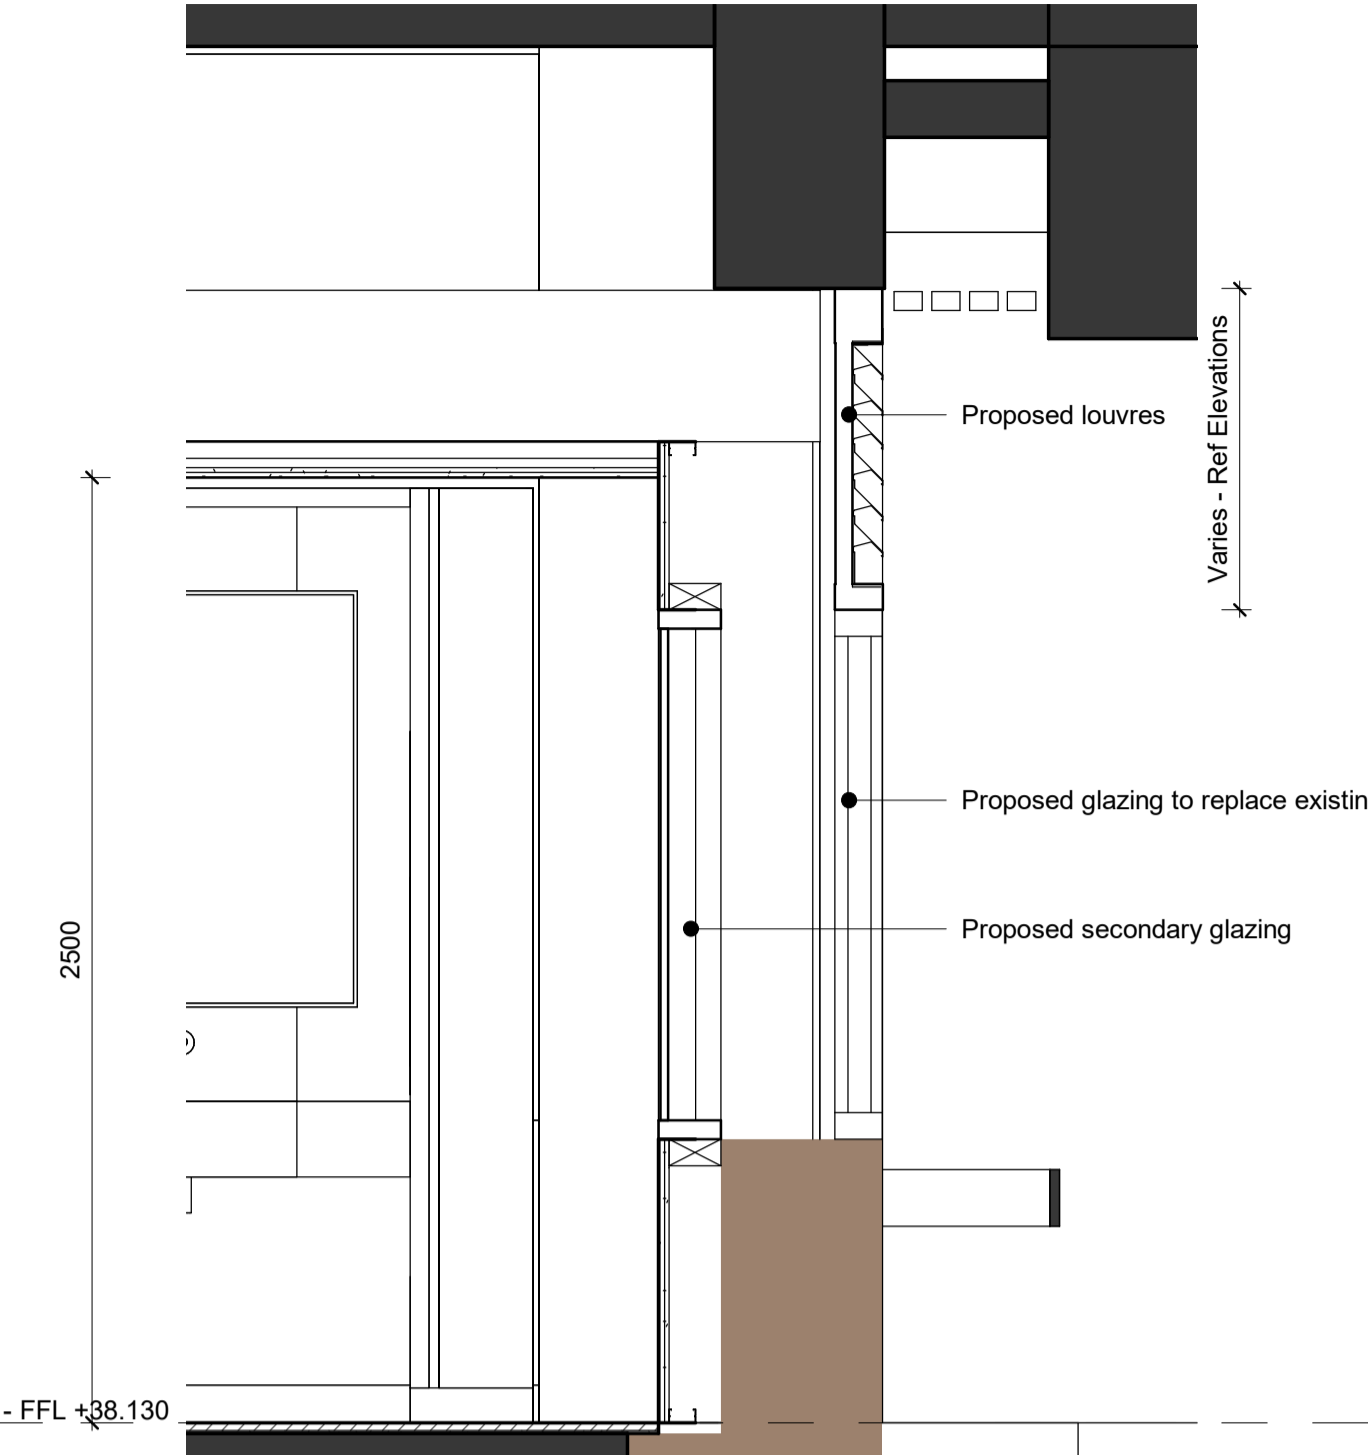 Proposed louvres
Varies - Ref Elevations
Proposed glazing to replace existin
Proposed secondary glazing
2500
- FFL +38.130